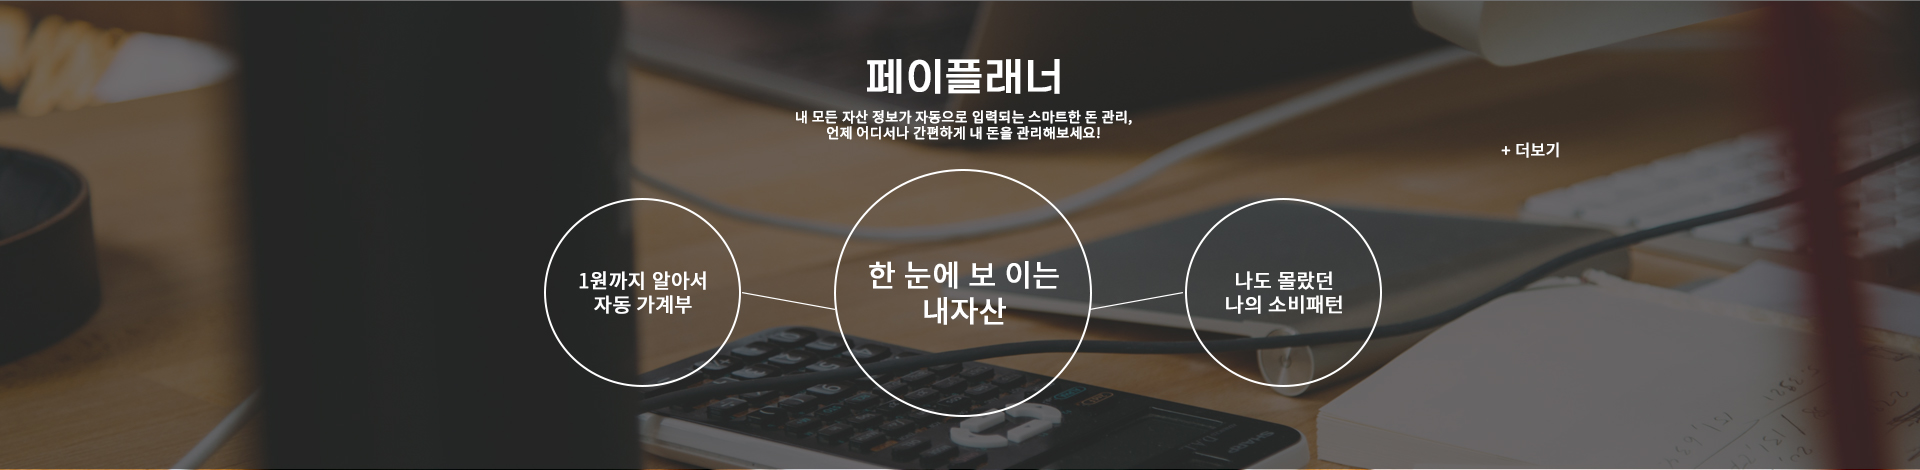 페이플래너
내 모든 자산 정보가 자동으로 입력되는 스마트한 돈 관리,
언제 어디서나 간편하게 내 돈을 관리해보세요!
+ 더보기
1원까지 알아서
자동 가계부
한 눈에 보 이는
내자산
나도 몰랐던
나의 소비패턴
SHARP